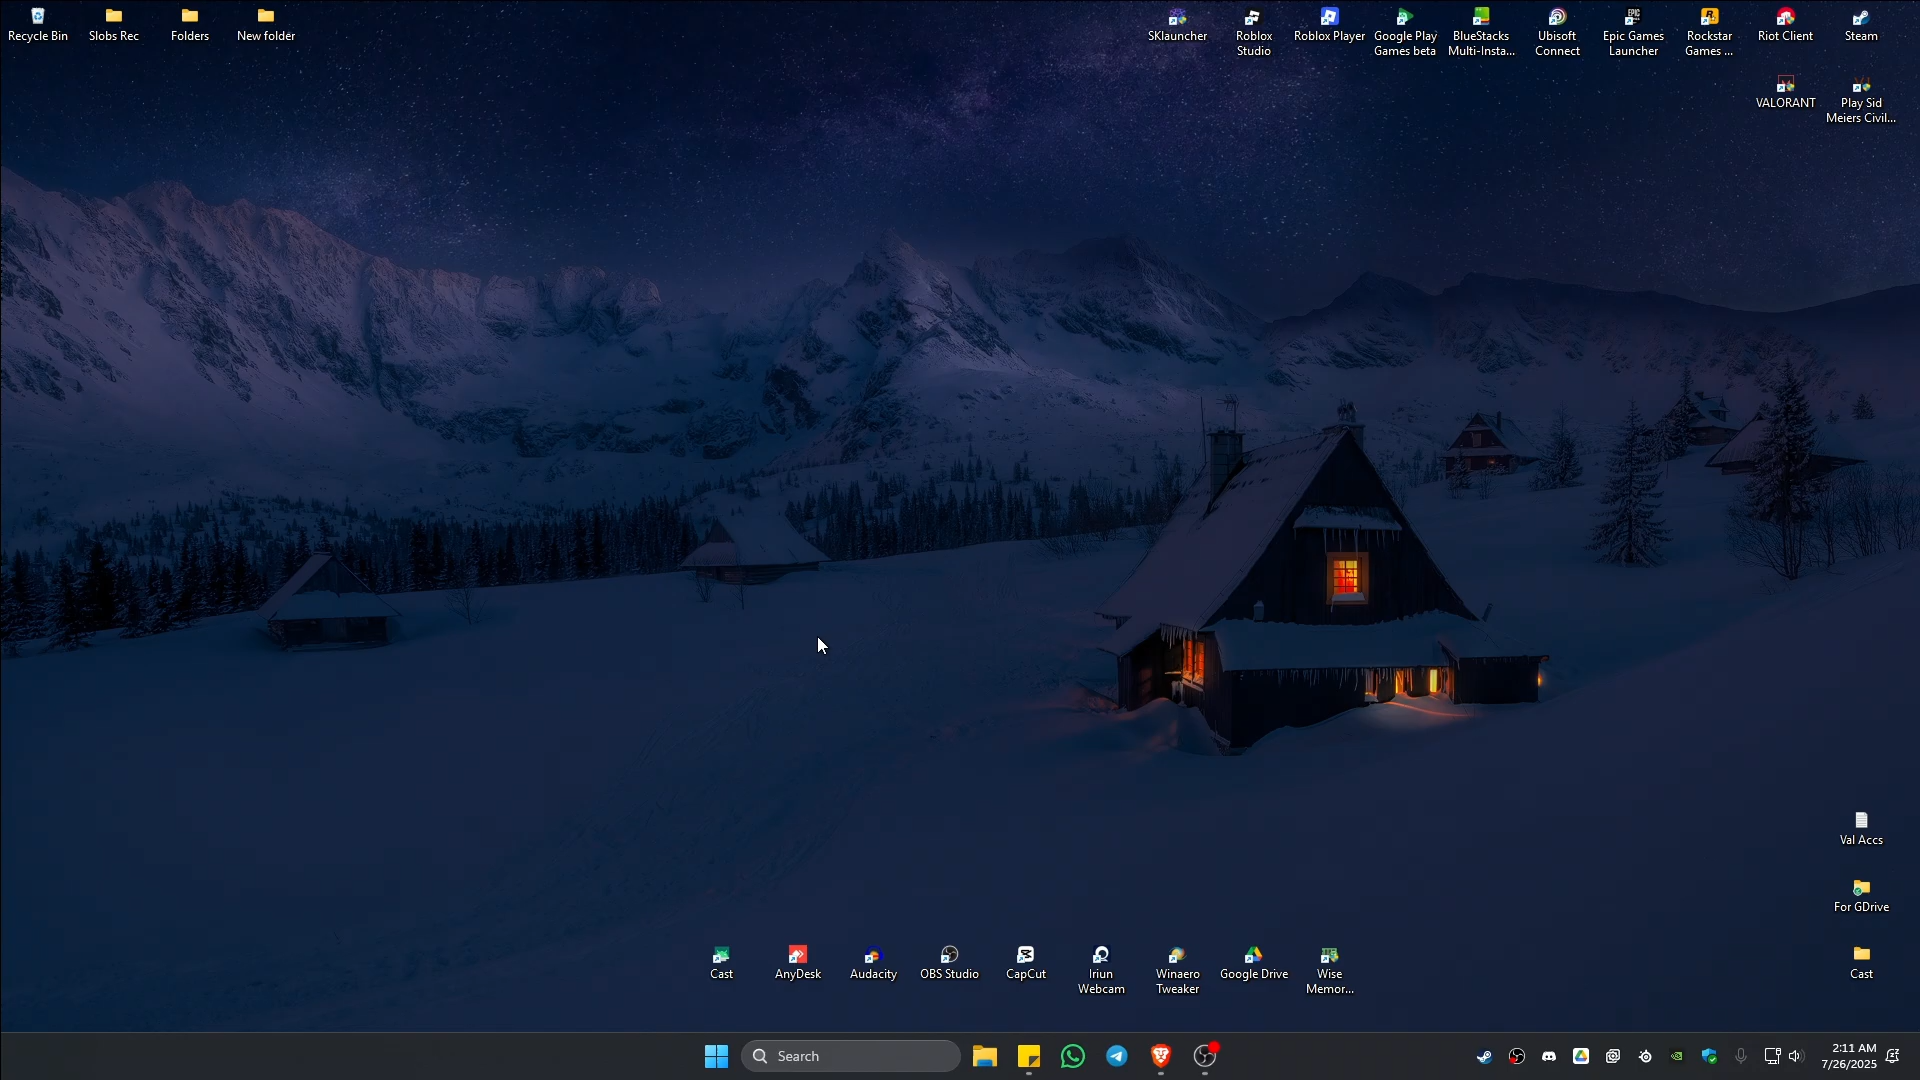 Recycle Bin
Slobs Rec
Folders
New folder
SKlauncher
Roblox
Studio
Roblox Player
Google Play
Games beta
BlueStacks
Multi-Insta...
Ubisoft
Connect
Epic Games
Launcher
Rockstar
Games ...
Riot Client
Steam
VALORANT
Play Sid
Meiers Civil...
Val Accs
For GDrive
Cast
Cast
AnyDesk
Audacity
OBS Studio
CapCut
Iriun
Webcam
Winaero
Tweaker
Google Drive
Wise
Memor...
Search
2:11 AM
7/26/2025